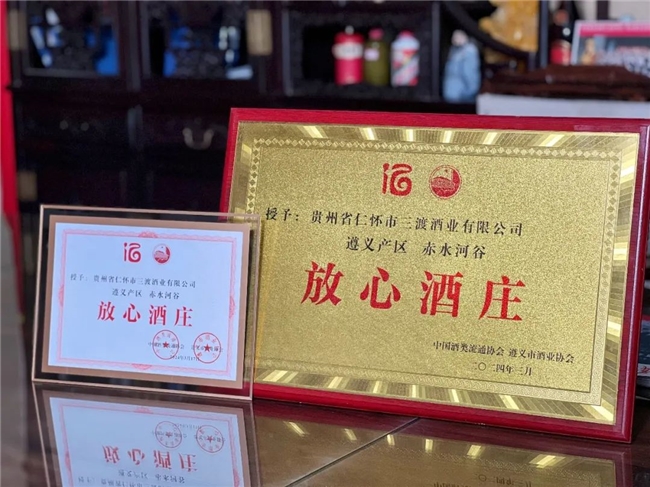 授予：贵州省仁怀市三渡酒业有限公司
遵义产区 赤水河谷
放心酒庄
授予：贵州省仁怀市三渡酒业有限公司
遵义产区 赤水河谷
放心酒庄
中国酒类流通协会 遵义市酒业协会
二〇二四年三月